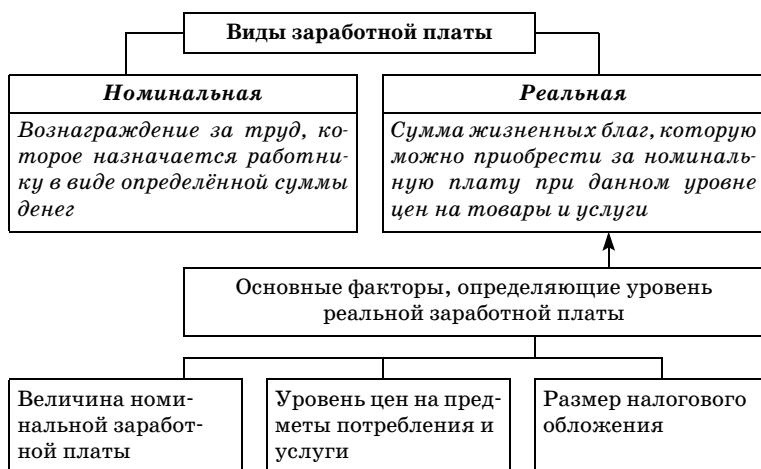 Виды заработной платы
Номинальная
Вознаграждение за труд, ко-
торое назначается работни-
ку в виде определённой суммы
денег
Реальная
Сумма жизненных благ, которую
можно приобрести за номиналь-
ную плату при данном уровне
цен на товары и услуги
Основные факторы, определяющие уровень
реальной заработной платы
Величина номи-
нальной заработ-
ной платы
Уровень цен на пред-
меты потребления и
услуги
Размер налогового
обложения